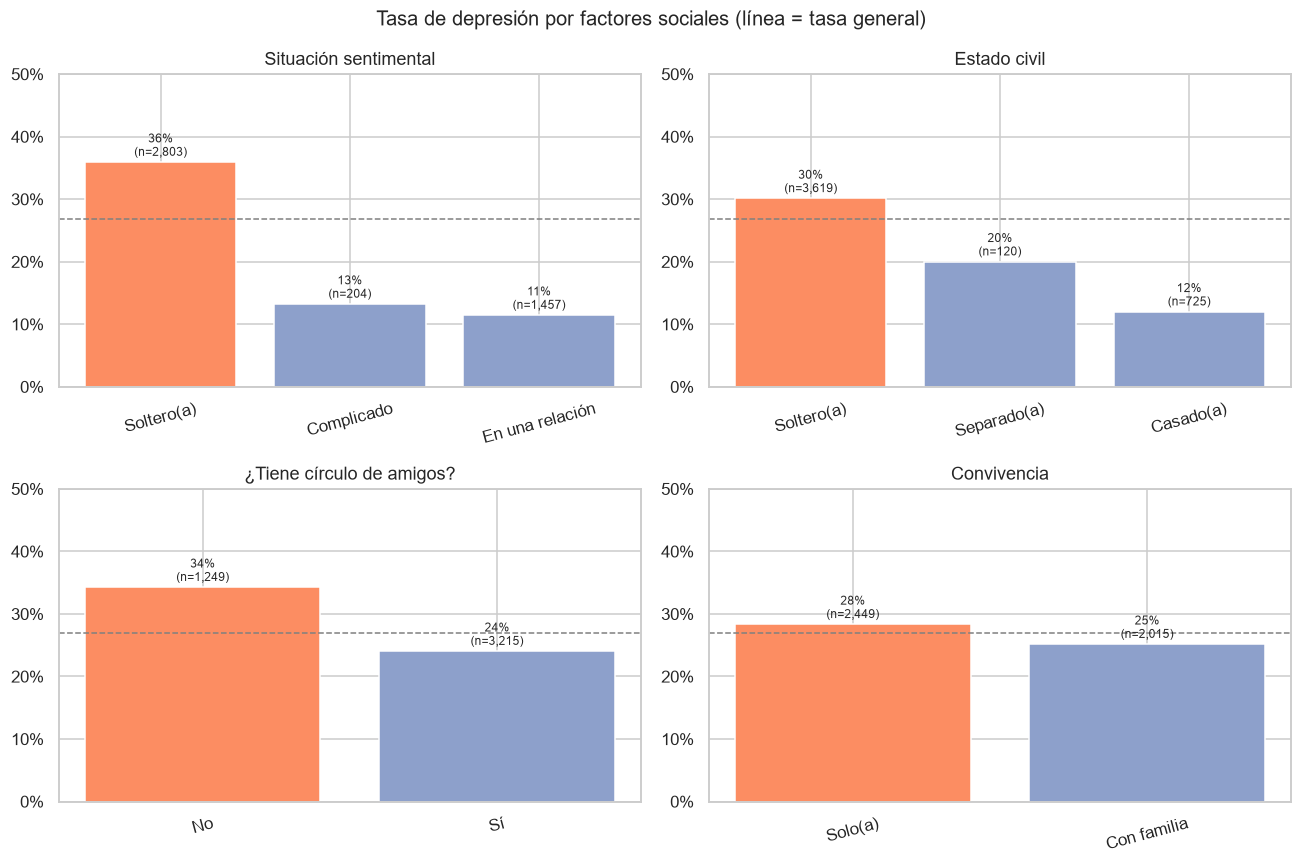 Tasa de depresión por factores sociales (línea = tasa general)
Situación sentimental
50%
40%
30%
20%
10%
0%
36%
(n=2,803)
13%
(n=204)
11%
(n=1,457)
Soltero(a)
Complicado
En una relación
Estado civil
50%
40%
30%
20%
10%
0%
30%
(n=3,619)
20%
(n=120)
12%
(n=725)
Soltero(a)
Separado(a)
Casado(a)
¿Tiene círculo de amigos?
50%
40%
30%
20%
10%
0%
34%
(n=1,249)
24%
(n=3,215)
No
Sí
Convivencia
50%
40%
30%
20%
10%
0%
28%
(n=2,449)
25%
(n=2,015)
Solo(a)
Con familia